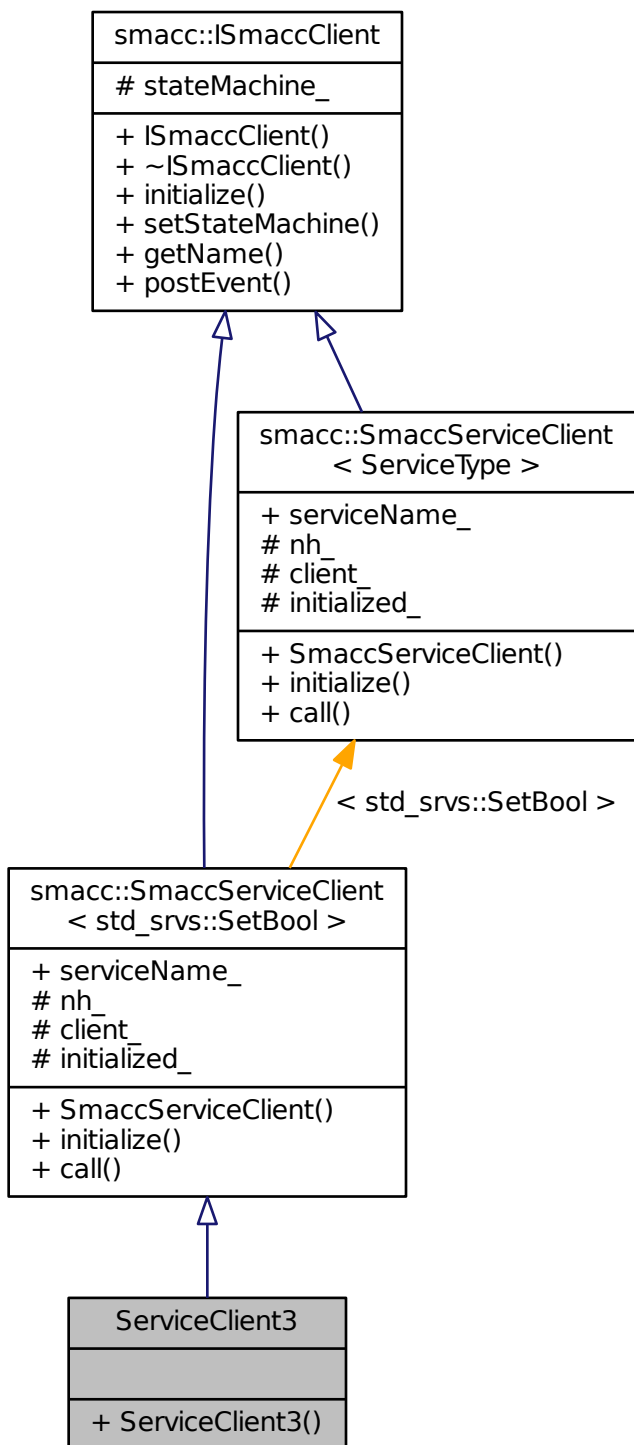 smacc::ISmaccClient
# stateMachine_
+ ISmaccClient()
+ ~ISmaccClient()
+ initialize()
+ setStateMachine()
+ getName()
+ postEvent()
smacc::SmaccServiceClient
< ServiceType >
+ serviceName_
# nh_
# client_
# initialized_
+ SmaccServiceClient()
+ initialize()
+ call()
< std_srvs::SetBool >
smacc::SmaccServiceClient
< std_srvs::SetBool >
+ serviceName_
# nh_
# client_
# initialized_
+ SmaccServiceClient()
+ initialize()
+ call()
ServiceClient3
+ ServiceClient3()